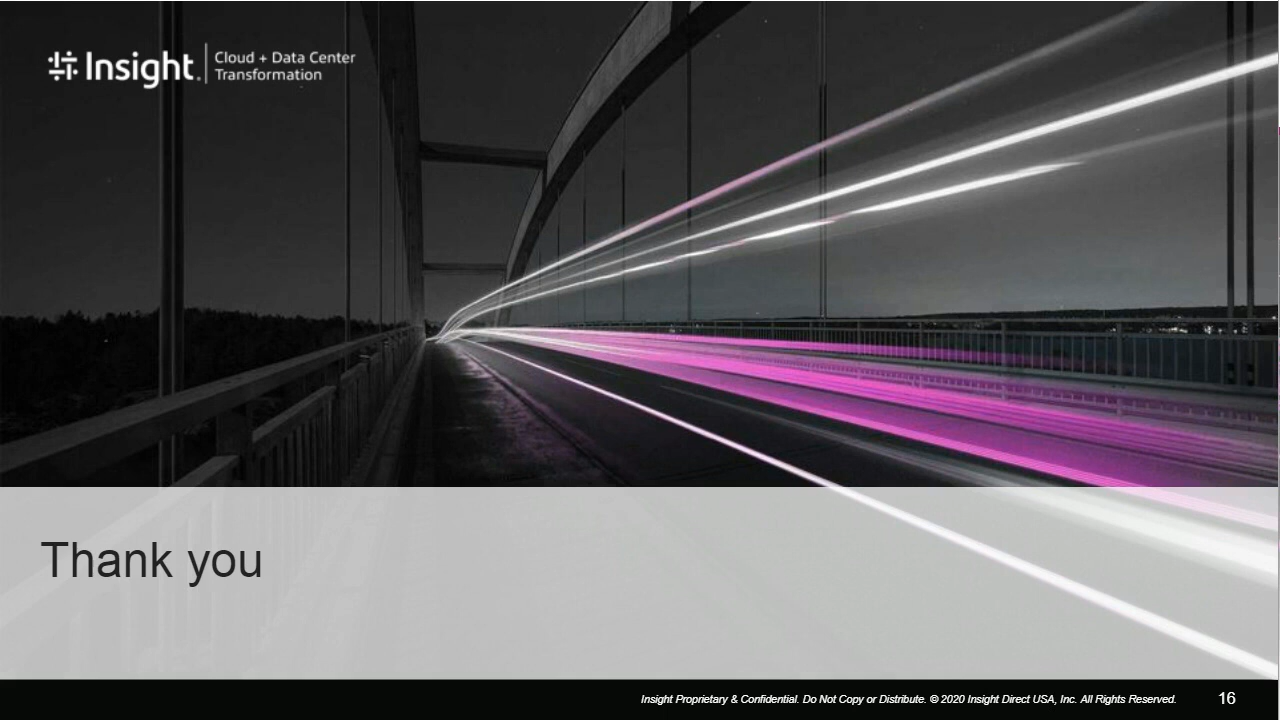 Insight.
Cloud + Data Center
Transformation
Thank you
Insight Proprietary & Confidential. Do Not Copy or Distribute. © 2020 Insight Direct USA, Inc. All Rights Reserved.
16